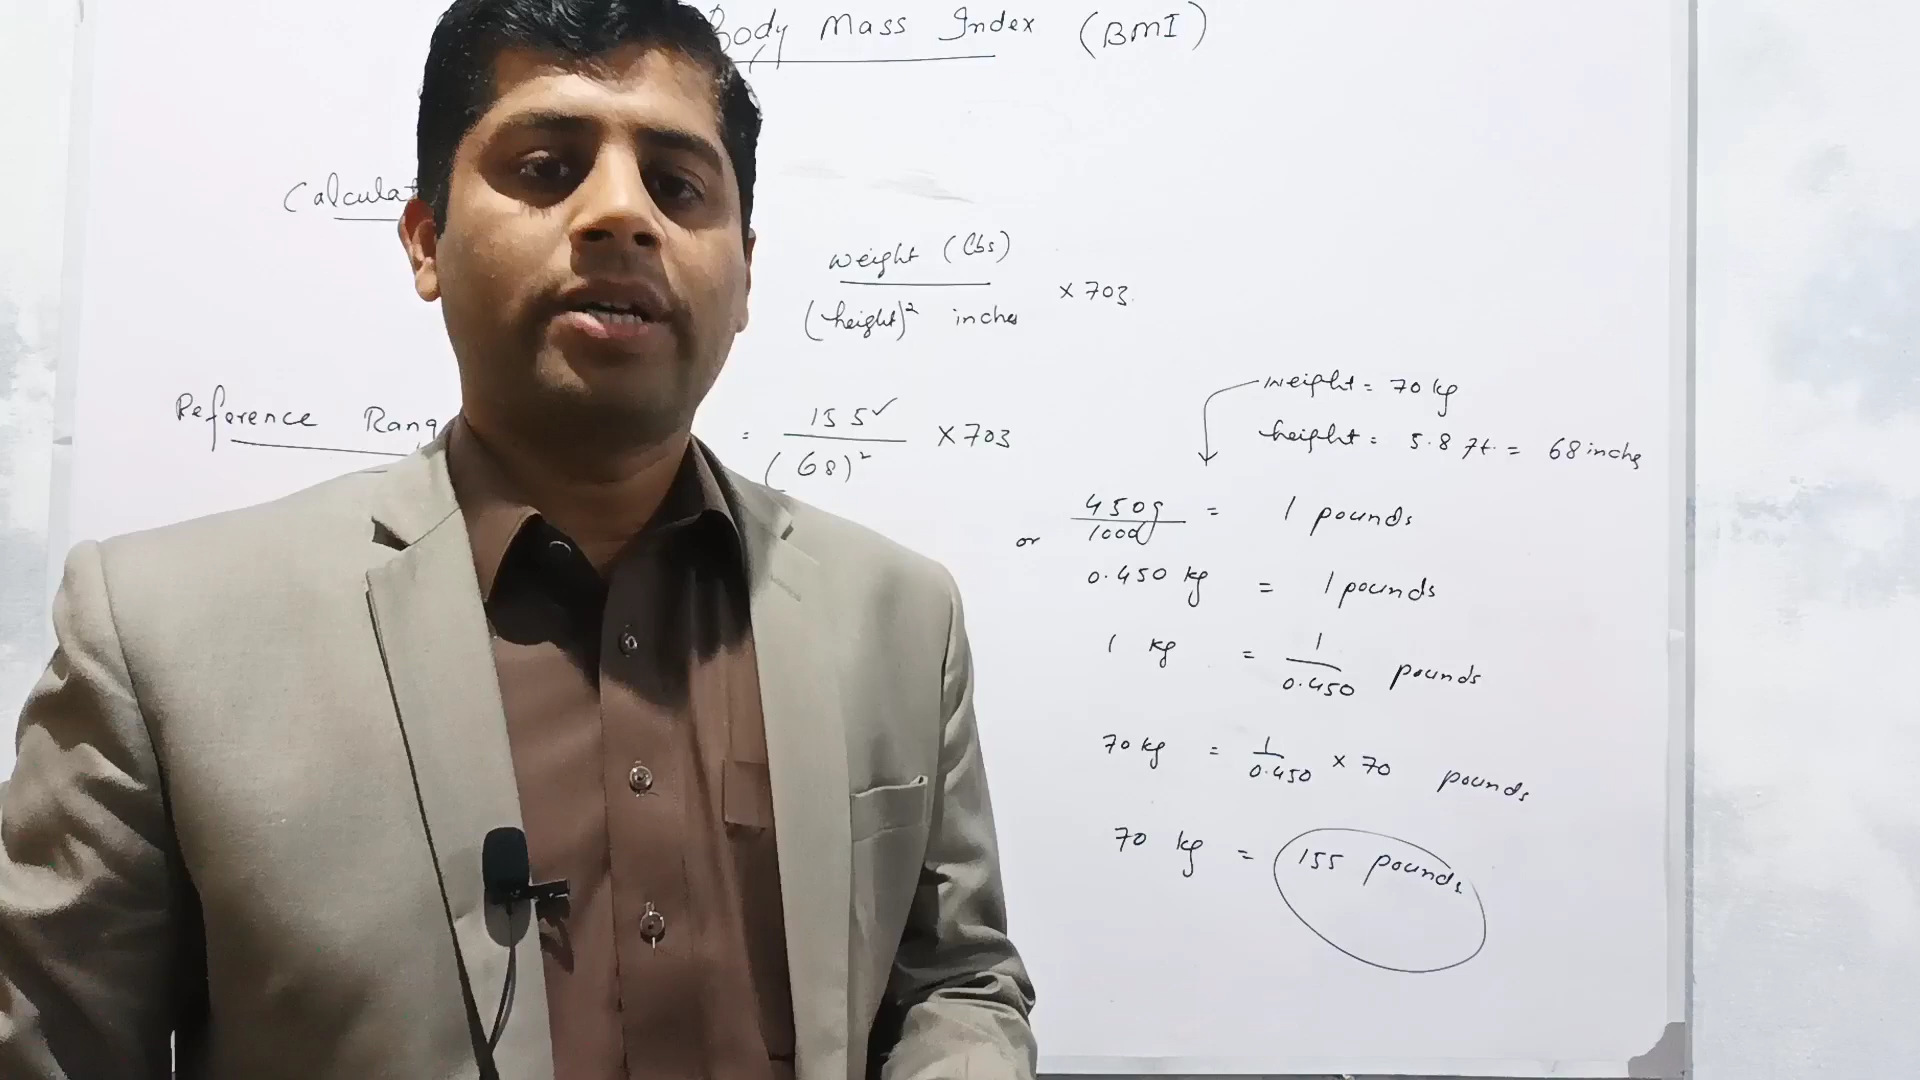 Body Mass Index (BMI)
Calculat
weight (lbs)
(height)² inches
× 703
Reference Rang
= 155✓
(68)²
× 703
weight = 70 kg
height = 5.8 ft. = 68 inches
or 450g = 1 pounds
1000
0.450 kg = 1 pounds
1 kg = 1 pounds
0.450
70 kg = 1 × 70 pounds
0.450
70 kg = 155 pounds